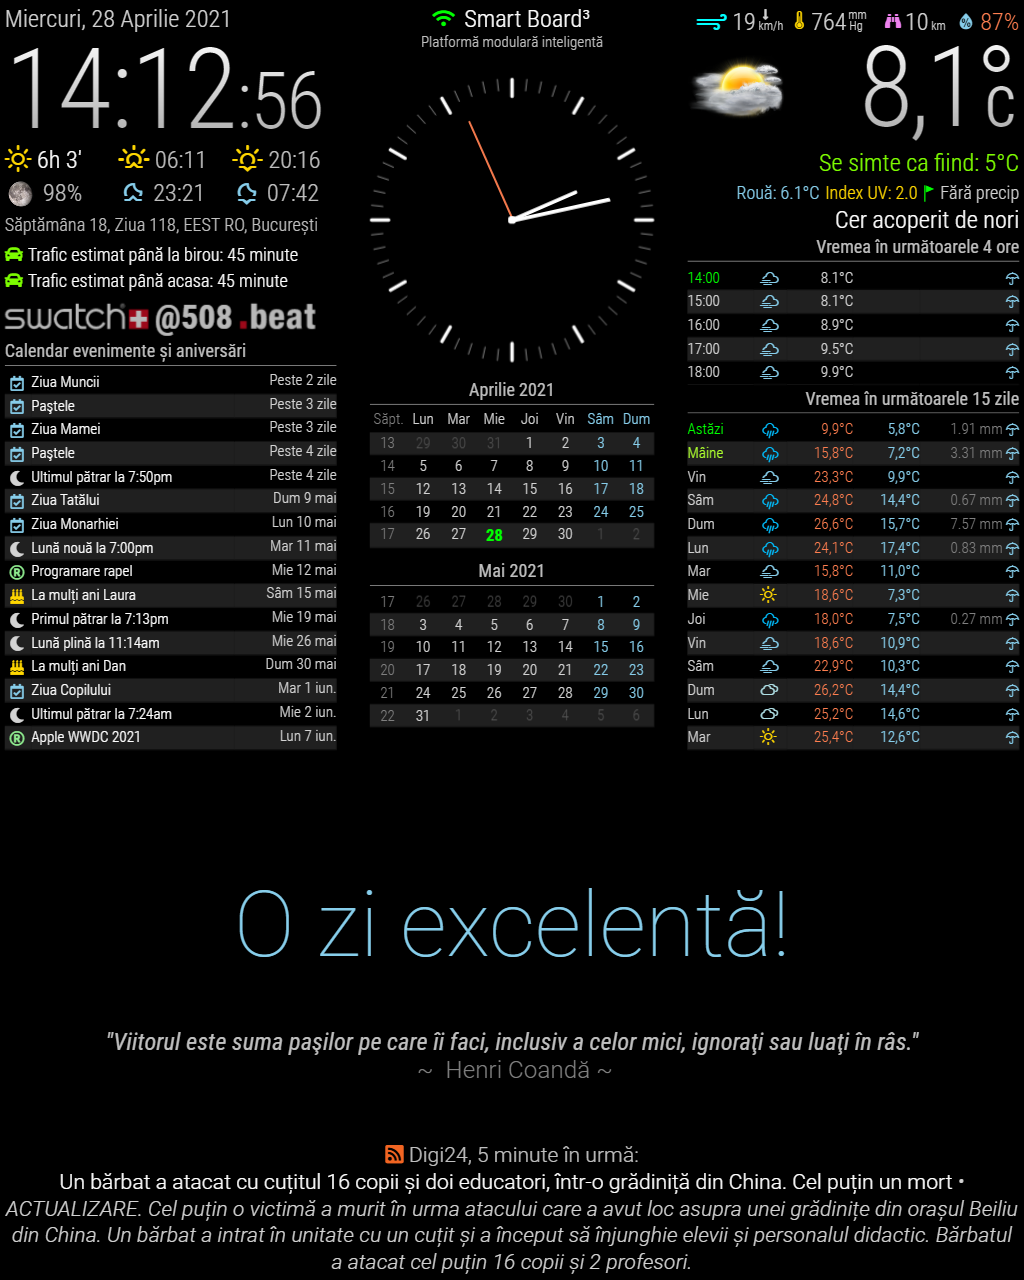 Miercuri, 28 Aprilie 2021
14:12:56
6h 3' 06:11 20:16
98% 23:21 07:42
Săptămâna 18, Ziua 118, EEST RO, București
Trafic estimat până la birou: 45 minute
Trafic estimat până acasa: 45 minute
swatch @508 .beat
Calendar evenimente și aniversări
Ziua Muncii Peste 2 zile
Paştele Peste 3 zile
Ziua Mamei Peste 3 zile
Paştele Peste 4 zile
Ultimul pătrar la 7:50pm Peste 4 zile
Ziua Tatălui Dum 9 mai
Ziua Monarhiei Lun 10 mai
Lună nouă la 7:00pm Mar 11 mai
Programare rapel Mie 12 mai
La mulți ani Laura Sâm 15 mai
Primul pătrar la 7:13pm Mie 19 mai
Lună plină la 11:14am Mie 26 mai
La mulți ani Dan Dum 30 mai
Ziua Copilului Mar 1 iun.
Ultimul pătrar la 7:24am Mie 2 iun.
Apple WWDC 2021 Lun 7 iun.
Smart Board³
Platformă modulară inteligentă
Aprilie 2021
Săpt. Lun Mar Mie Joi Vin Sâm Dum
13 29 30 31 1 2 3 4
14 5 6 7 8 9 10 11
15 12 13 14 15 16 17 18
16 19 20 21 22 23 24 25
17 26 27 28 29 30 1 2
Mai 2021
17 26 27 28 29 30 1 2
18 3 4 5 6 7 8 9
19 10 11 12 13 14 15 16
20 17 18 19 20 21 22 23
21 24 25 26 27 28 29 30
22 31 1 2 3 4 5 6
19 km/h 764 mm Hg 10 km 87%
8,1°C
Se simte ca fiind: 5°C
Rouă: 6.1°C Index UV: 2.0 Fără precip
Cer acoperit de nori
Vremea în următoarele 4 ore
14:00 8.1°C
15:00 8.1°C
16:00 8.9°C
17:00 9.5°C
18:00 9.9°C
Vremea în următoarele 15 zile
Astăzi 9,9°C 5,8°C 1.91 mm
Mâine 15,8°C 7,2°C 3.31 mm
Vin 23,3°C 9,9°C
Sâm 24,8°C 14,4°C 0.67 mm
Dum 26,6°C 15,7°C 7.57 mm
Lun 24,1°C 17,4°C 0.83 mm
Mar 15,8°C 11,0°C
Mie 18,6°C 7,3°C
Joi 18,0°C 7,5°C 0.27 mm
Vin 18,6°C 10,9°C
Sâm 22,9°C 10,3°C
Dum 26,2°C 14,4°C
Lun 25,2°C 14,6°C
Mar 25,4°C 12,6°C
O zi excelentă!
"Viitorul este suma paşilor pe care îi faci, inclusiv a celor mici, ignoraţi sau luaţi în râs."
~ Henri Coandă ~
Digi24, 5 minute în urmă:
Un bărbat a atacat cu cuțitul 16 copii și doi educatori, într-o grădiniță din China. Cel puțin un mort •
ACTUALIZARE. Cel puțin o victimă a murit în urma atacului care a avut loc asupra unei grădinițe din orașul Beiliu
din China. Un bărbat a intrat în unitate cu un cuțit și a început să înjunghie elevii și personalul didactic. Bărbatul
a atacat cel puțin 16 copii și 2 profesori.